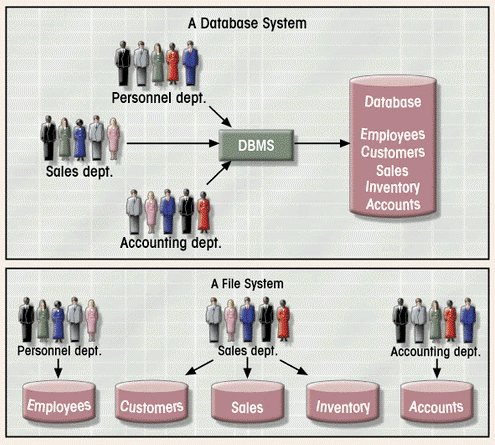 A Database System
Personnel dept.
Sales dept.
Accounting dept.
DBMS
Database
Employees
Customers
Sales
Inventory
Accounts
A File System
Personnel dept.
Sales dept.
Accounting dept.
Employees
Customers
Sales
Inventory
Accounts